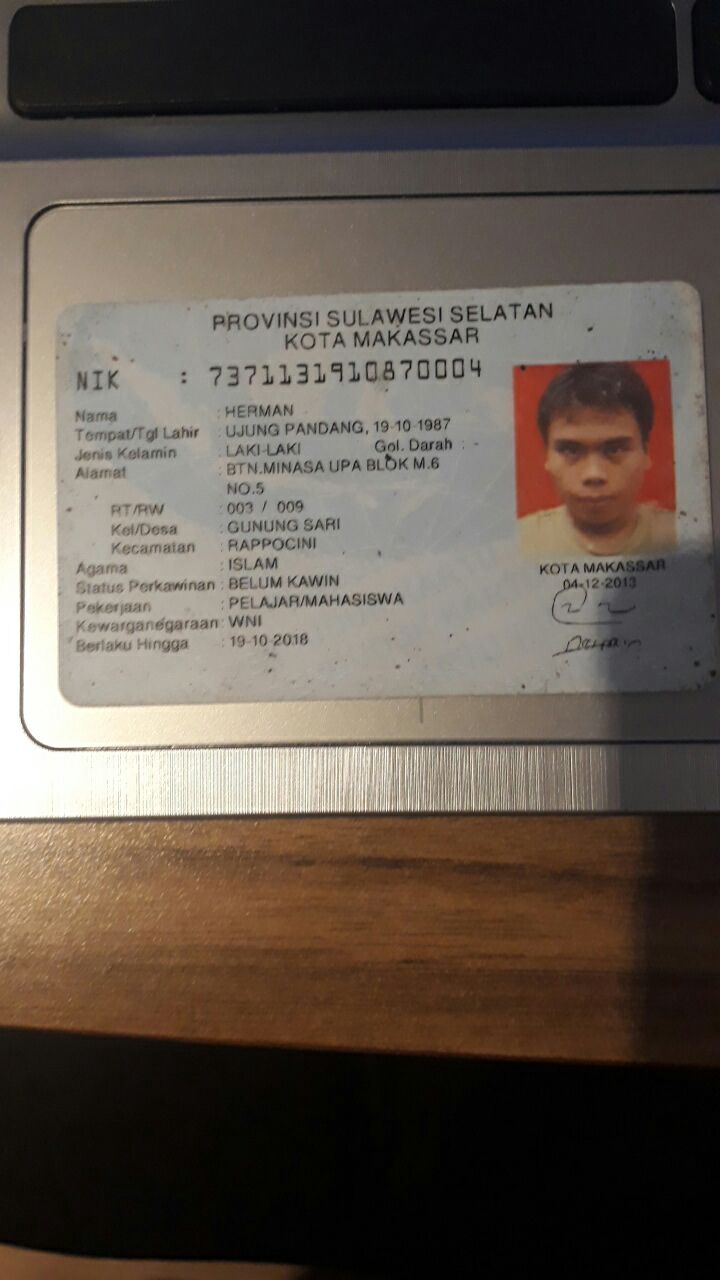 PROVINSI SULAWESI SELATAN
KOTA MAKASSAR
NIK : 7371131910870004
Nama : HERMAN
Tempat/Tgl Lahir : UJUNG PANDANG, 19-10-1987
Jenis Kelamin : LAKI-LAKI Gol. Darah : -
Alamat : BTN.MINASA UPA BLOK M.6
NO.5
RT/RW : 003 / 009
Kel/Desa : GUNUNG SARI
Kecamatan : RAPPOCINI
Agama : ISLAM
Status Perkawinan : BELUM KAWIN
Pekerjaan : PELAJAR/MAHASISWA
Kewarganegaraan : WNI
Berlaku Hingga : 19-10-2018
KOTA MAKASSAR
04-12-2013